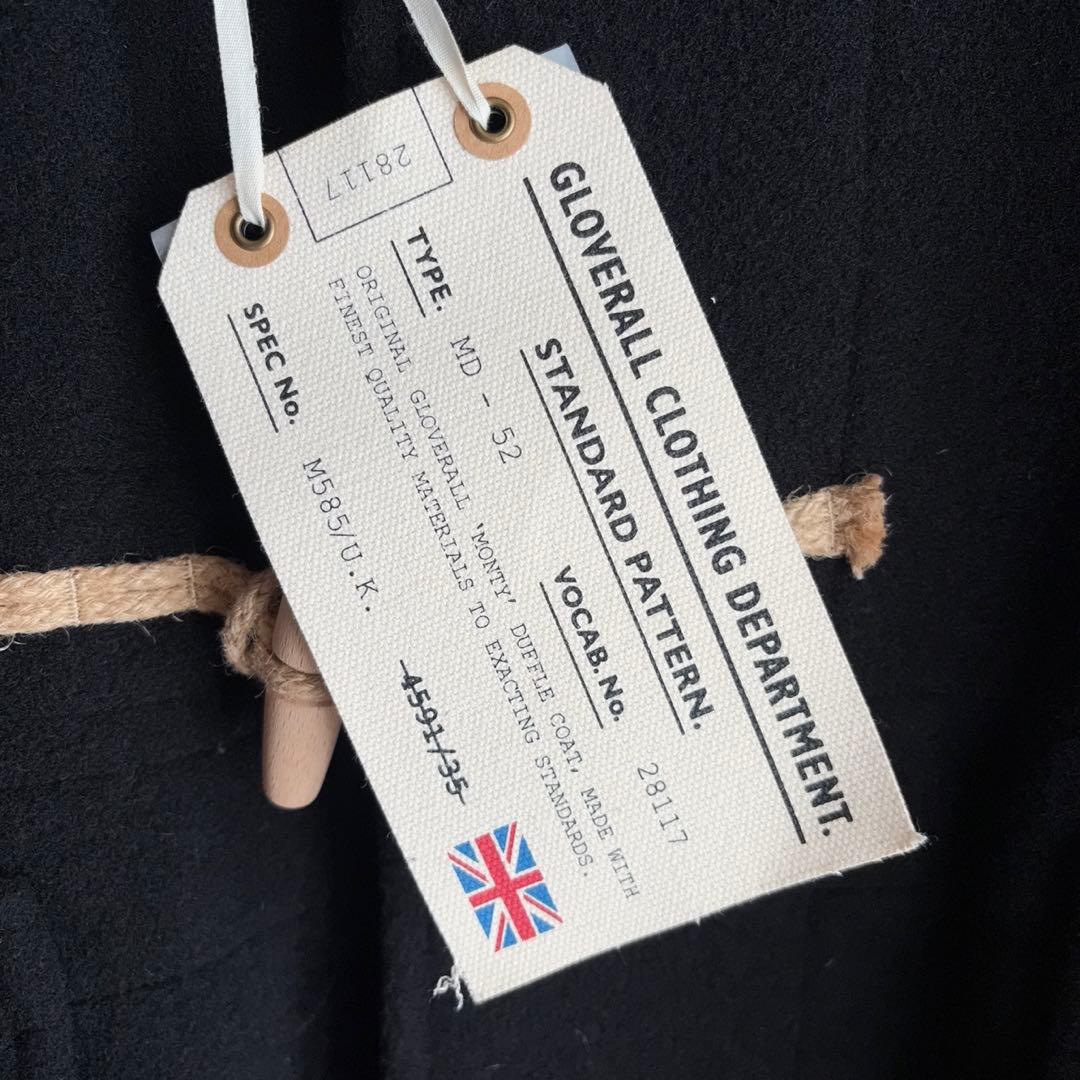 GLOVERALL CLOTHING DEPARTMENT.
STANDARD PATTERN.
VOCAB. No. 28117
TYPE. MD - 52
ORIGINAL GLOVERALL 'MONTY' DUFFLE COAT, MADE WITH
FINEST QUALITY MATERIALS TO EXACTING STANDARDS.
SPEC No. M585/U.K. 4591/35
28117